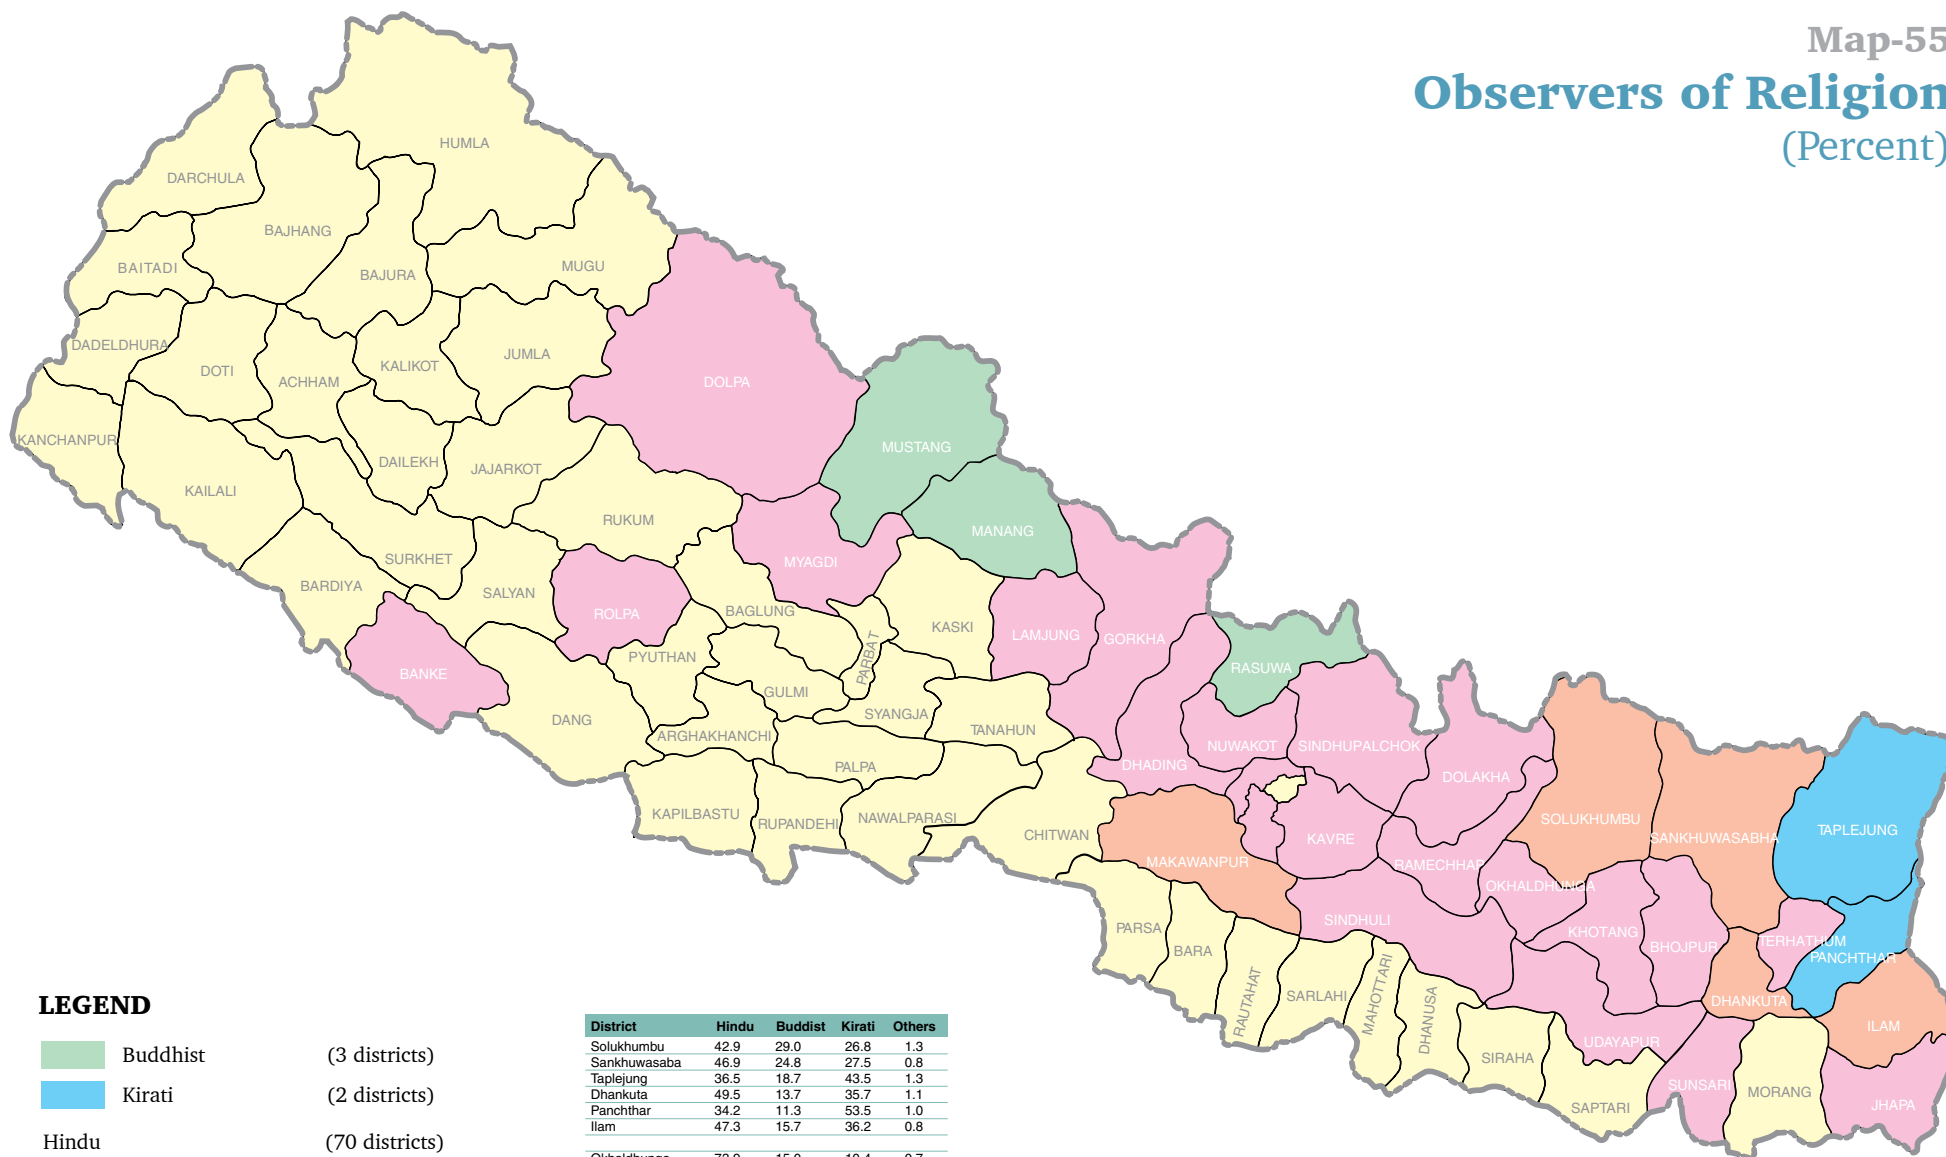 Map-55
Observers of Religion
(Percent)
HUMLA
DARCHULA
BAJHANG
BAITADI
BAJURA
MUGU
DADELDHURA
DOTI
ACHHAM
KALIKOT
JUMLA
DOLPA
KANCHANPUR
KAILALI
DAILEKH
JAJARKOT
MUSTANG
RUKUM
MANANG
SURKHET
BARDIYA
SALYAN
ROLPA
MYAGDI
BAGLUNG
PARBAT
KASKI
LAMJUNG
GORKHA
RASUWA
BANKE
PYUTHAN
GULMI
SYANGJA
DANG
ARGHAKHANCHI
TANAHUN
PALPA
DHADING
NUWAKOT
SINDHUPALCHOK
DOLAKHA
KAPILBASTU
RUPANDEHI
NAWALPARASI
CHITWAN
MAKAWANPUR
KAVRE
RAMECHHAP
SOLUKHUMBU
SANKHUWASABHA
TAPLEJUNG
OKHALDHUNGA
SINDHULI
KHOTANG
BHOJPUR
TERHATHUM
PANCHTHAR
PARSA
BARA
RAUTAHAT
SARLAHI
MAHOTTARI
DHANUSA
SIRAHA
UDAYAPUR
DHANKUTA
ILAM
SAPTARI
SUNSARI
MORANG
JHAPA
LEGEND
Buddhist (3 districts)
Kirati (2 districts)
Hindu (70 districts)
District Hindu Buddist Kirati Others
Solukhumbu 42.9 29.0 26.8 1.3
Sankhuwasaba 46.9 24.8 27.5 0.8
Taplejung 36.5 18.7 43.5 1.3
Dhankuta 49.5 13.7 35.7 1.1
Panchthar 34.2 11.3 53.5 1.0
Ilam 47.3 15.7 36.2 0.8